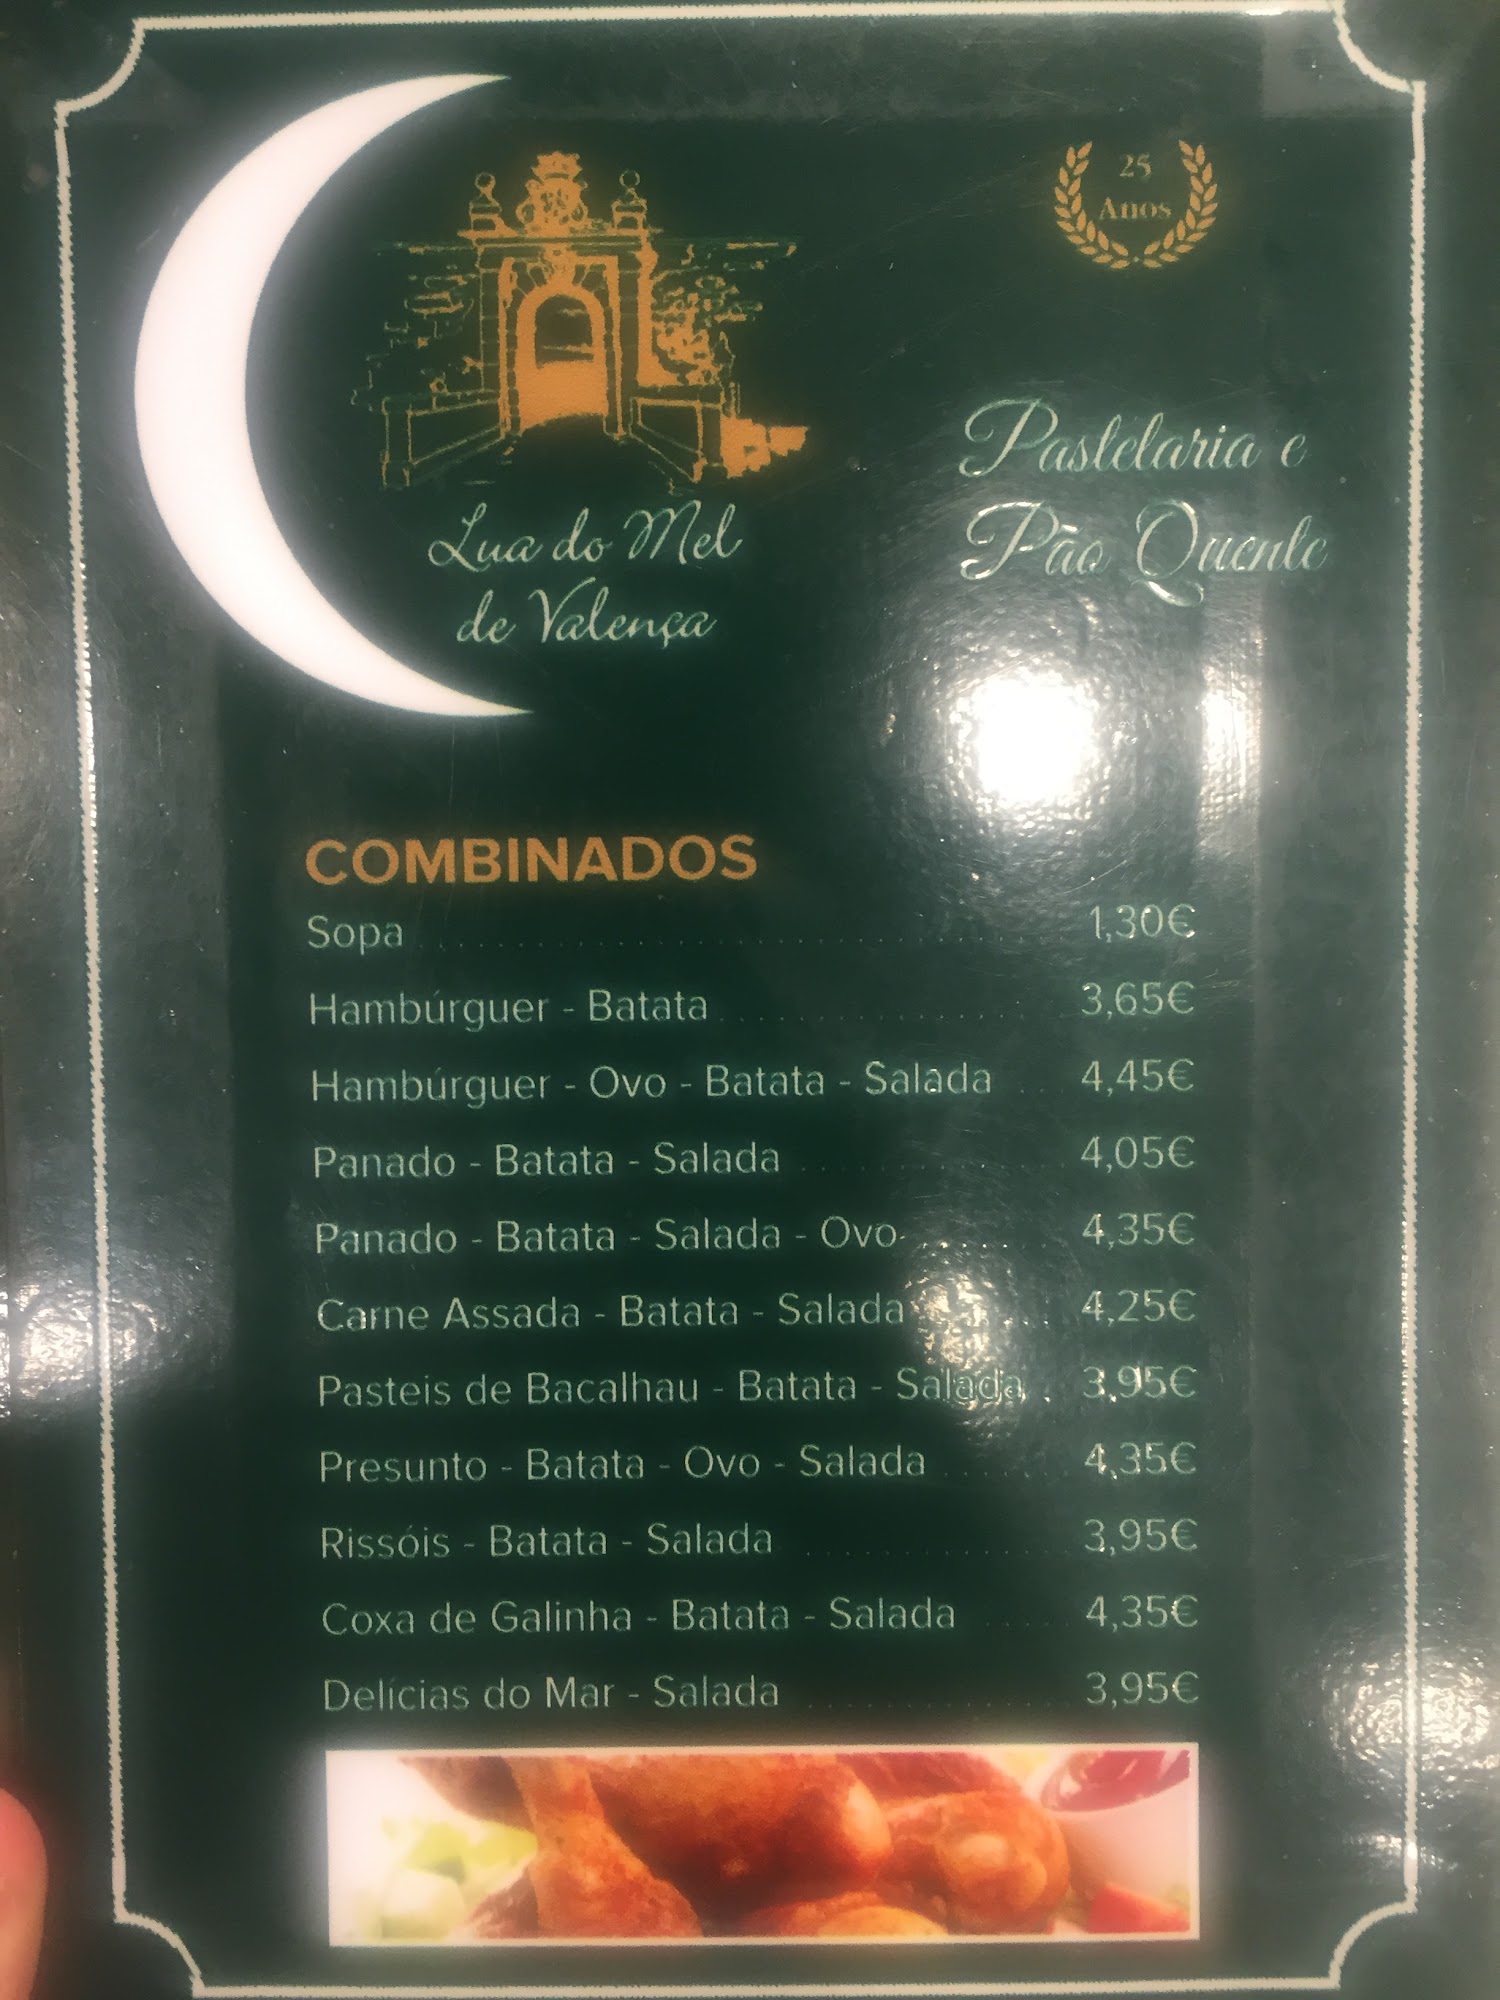 25
Anos
Lua do Mel
de Valença
Pastelaria e
Pão Quente
COMBINADOS
Sopa 1,30€
Hambúrguer - Batata 3,65€
Hambúrguer - Ovo - Batata - Salada 4,45€
Panado - Batata - Salada 4,05€
Panado - Batata - Salada - Ovo 4,35€
Carne Assada - Batata - Salada 4,25€
Pasteis de Bacalhau - Batata - Salada 3,95€
Presunto - Batata - Ovo - Salada 4,35€
Rissóis - Batata - Salada 3,95€
Coxa de Galinha - Batata - Salada 4,35€
Delícias do Mar - Salada 3,95€